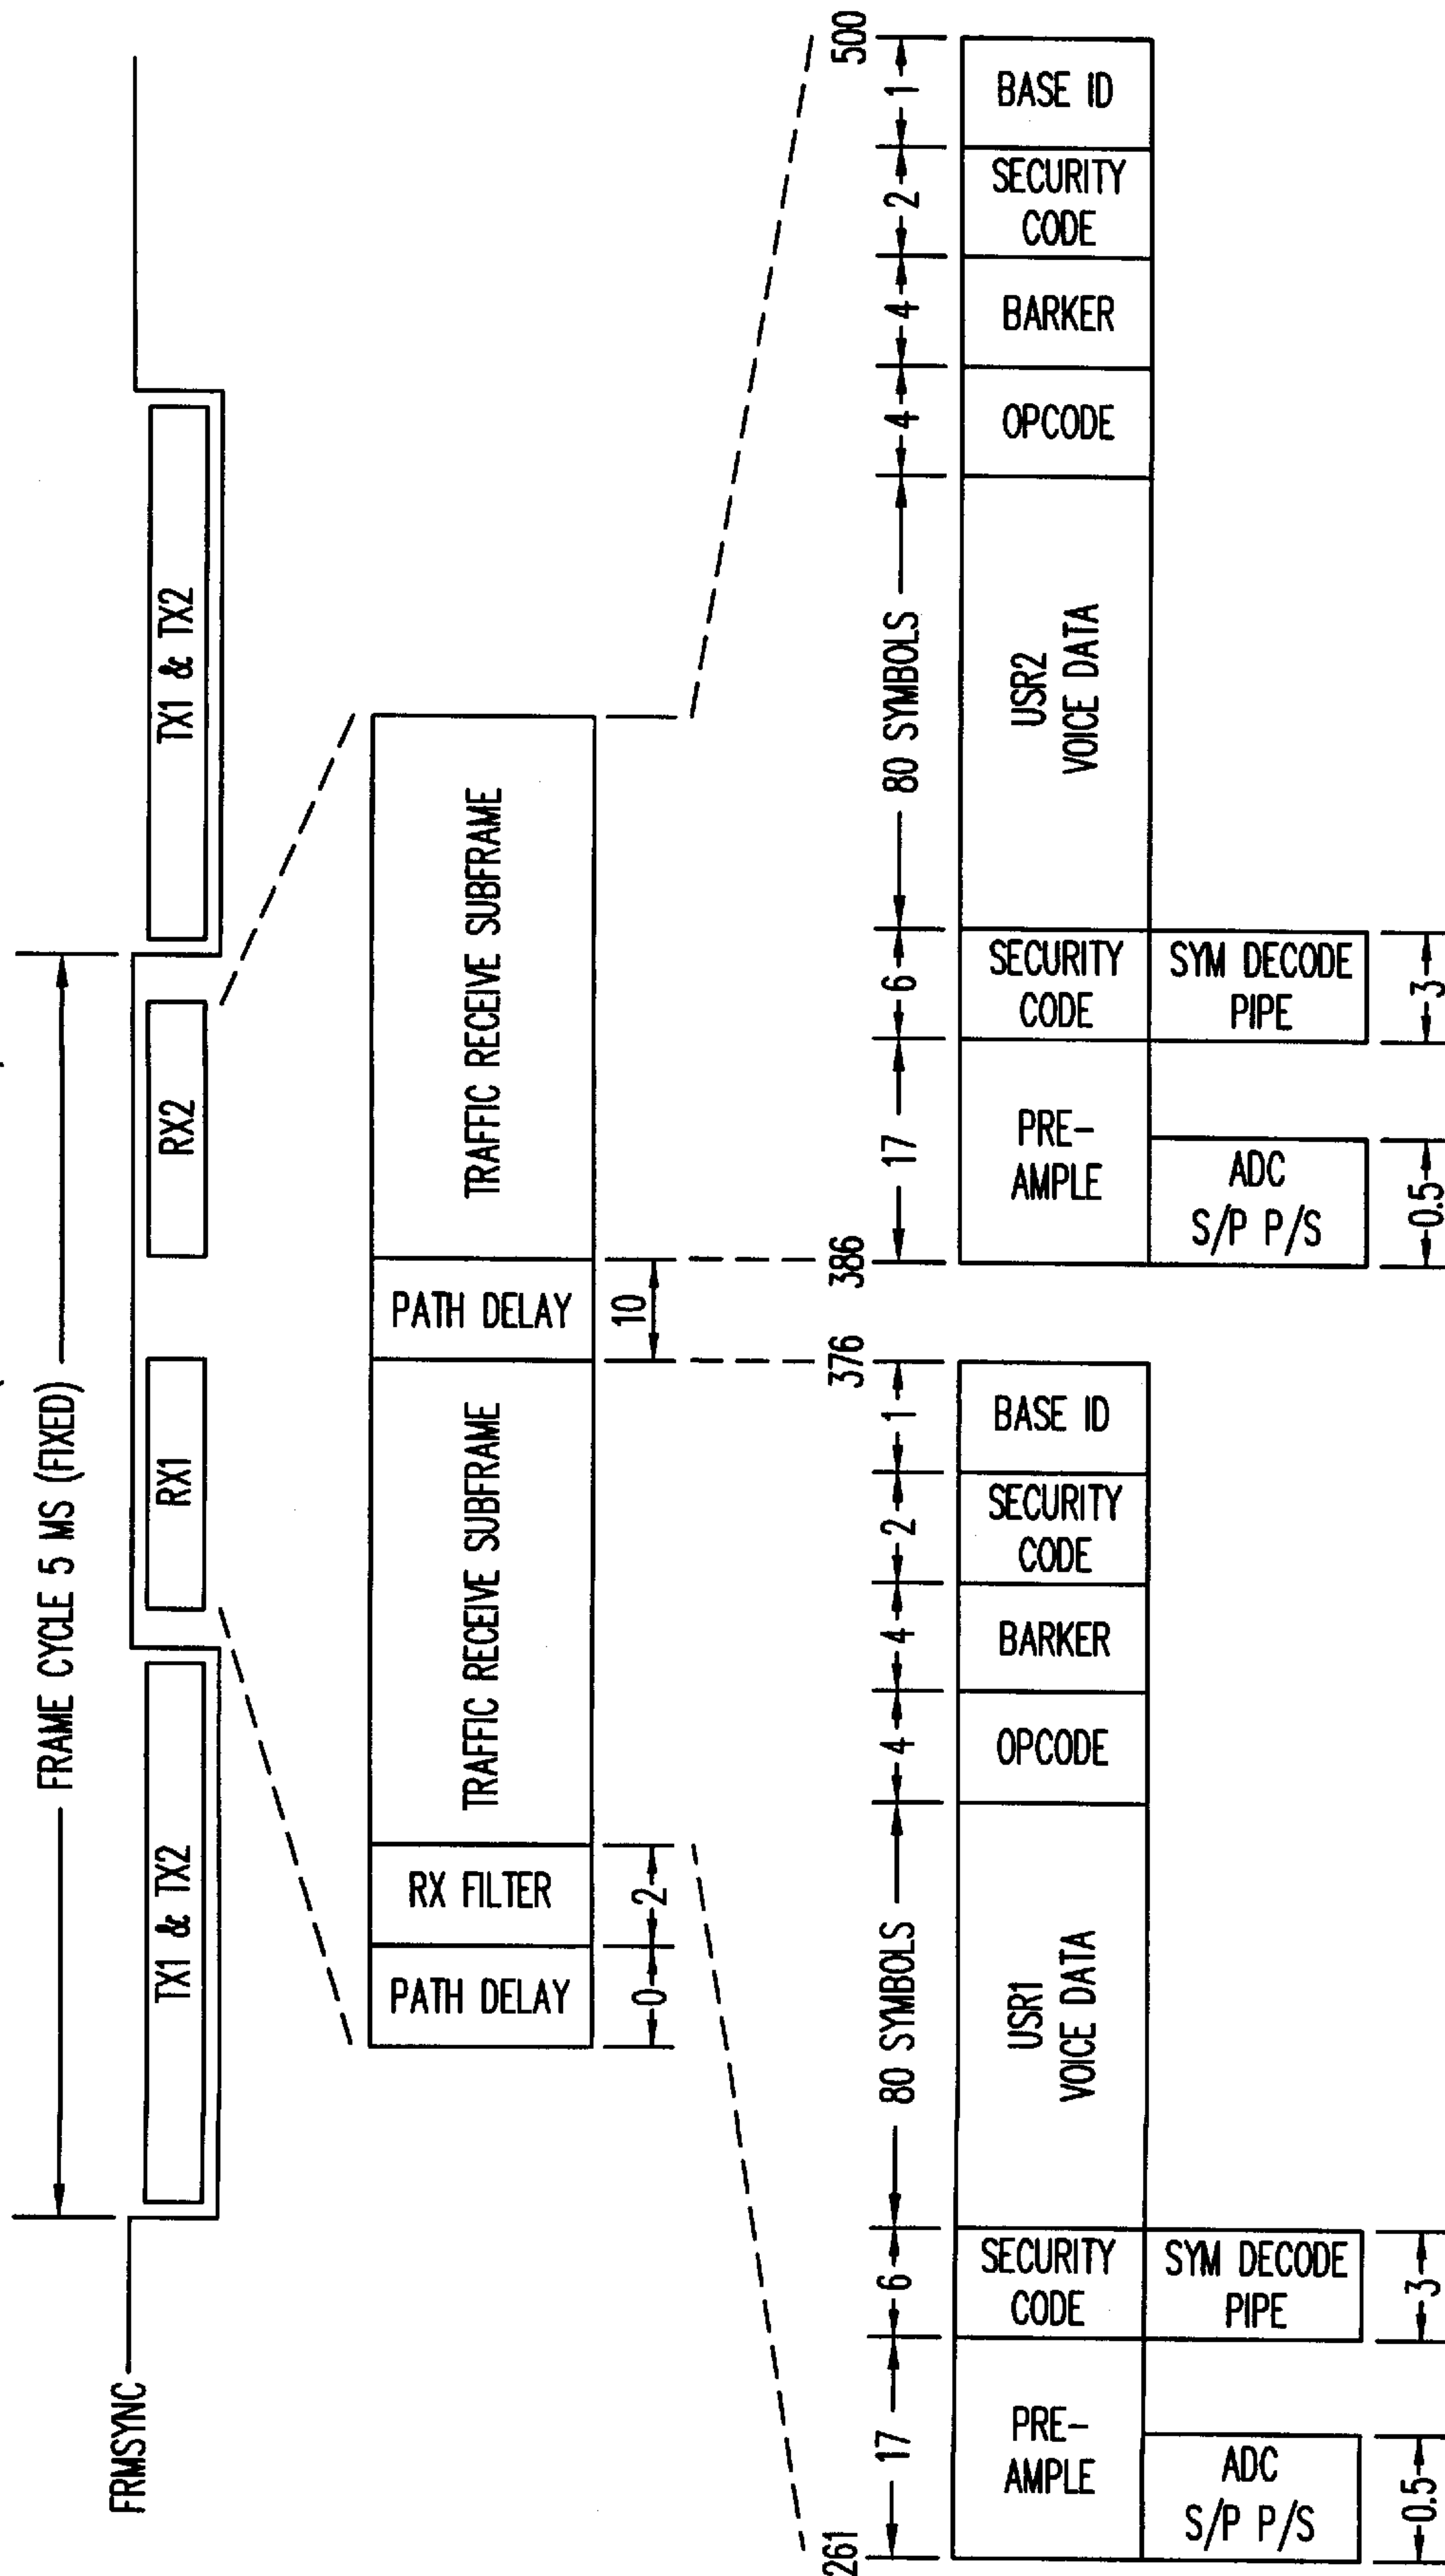 FRAME CYCLE 5 MS (FIXED)
FRMSYNC
TX1 & TX2
RX1
RX2
TX1 & TX2
PATH DELAY
RX FILTER
TRAFFIC RECEIVE SUBFRAME
PATH DELAY
TRAFFIC RECEIVE SUBFRAME
0
2
10
261
376
386
500
17
6
80 SYMBOLS
4
4
2
1
17
6
80 SYMBOLS
4
4
2
1
PRE-
AMPLE
SECURITY
CODE
USR1
VOICE DATA
OPCODE
BARKER
SECURITY
CODE
BASE ID
PRE-
AMPLE
SECURITY
CODE
USR2
VOICE DATA
OPCODE
BARKER
SECURITY
CODE
BASE ID
ADC
S/P P/S
SYM DECODE
PIPE
ADC
S/P P/S
SYM DECODE
PIPE
0.5
3
0.5
3